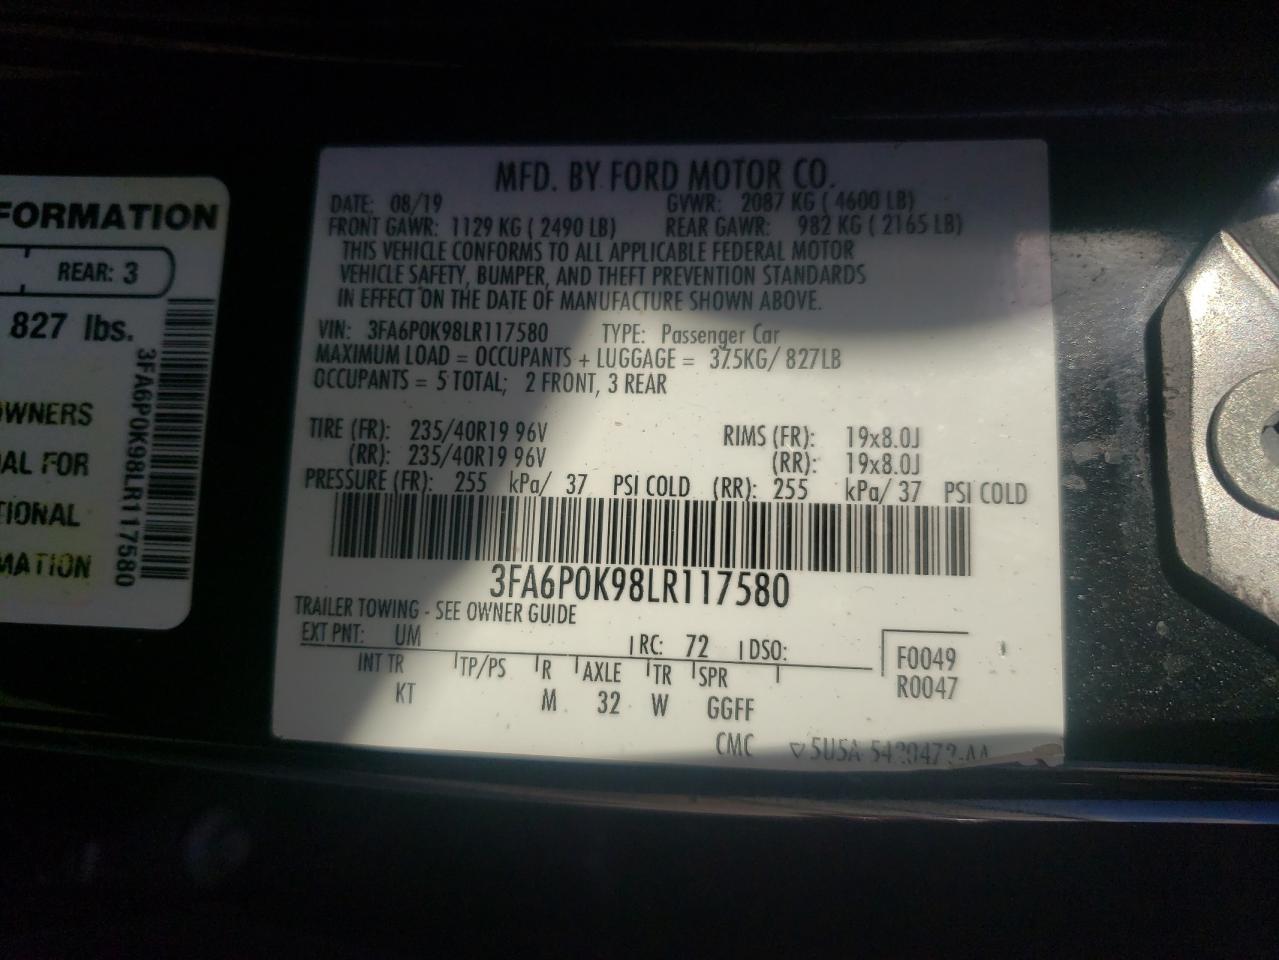 FORMATION
REAR: 3
827 lbs.
OWNERS
AL FOR
TIONAL
MATION
3FA6P0K98LR117580
MFD. BY FORD MOTOR CO.
DATE: 08/19 GVWR: 2087 KG ( 4600 LB)
FRONT GAWR: 1129 KG ( 2490 LB) REAR GAWR: 982 KG ( 2165 LB)
THIS VEHICLE CONFORMS TO ALL APPLICABLE FEDERAL MOTOR
VEHICLE SAFETY, BUMPER, AND THEFT PREVENTION STANDARDS
IN EFFECT ON THE DATE OF MANUFACTURE SHOWN ABOVE.
VIN: 3FA6P0K98LR117580 TYPE: Passenger Car
MAXIMUM LOAD = OCCUPANTS + LUGGAGE = 375KG/ 827LB
OCCUPANTS = 5 TOTAL; 2 FRONT, 3 REAR
TIRE (FR): 235/40R19 96V RIMS (FR): 19x8.0J
(RR): 235/40R19 96V (RR): 19x8.0J
PRESSURE (FR): 255 kPa/ 37 PSI COLD (RR): 255 kPa/ 37 PSI COLD
3FA6P0K98LR117580
TRAILER TOWING - SEE OWNER GUIDE
EXT PNT: UM RC: 72 DSO:
INT TR TP/PS R AXLE TR SPR
KT M 32 W GGFF
F0049
R0047
CMC ▽5U5A 5420472-AA